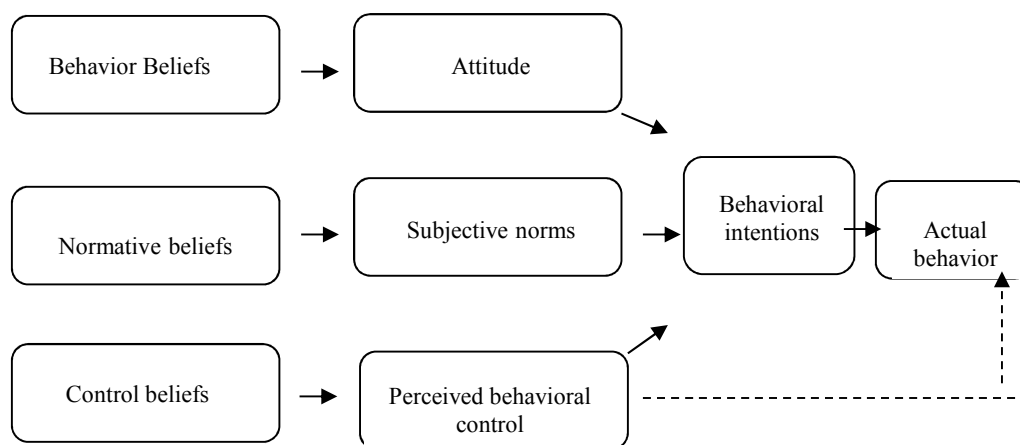 Behavior Beliefs
Attitude
Normative beliefs
Subjective norms
Behavioral
intentions
Actual
behavior
Control beliefs
Perceived behavioral
control